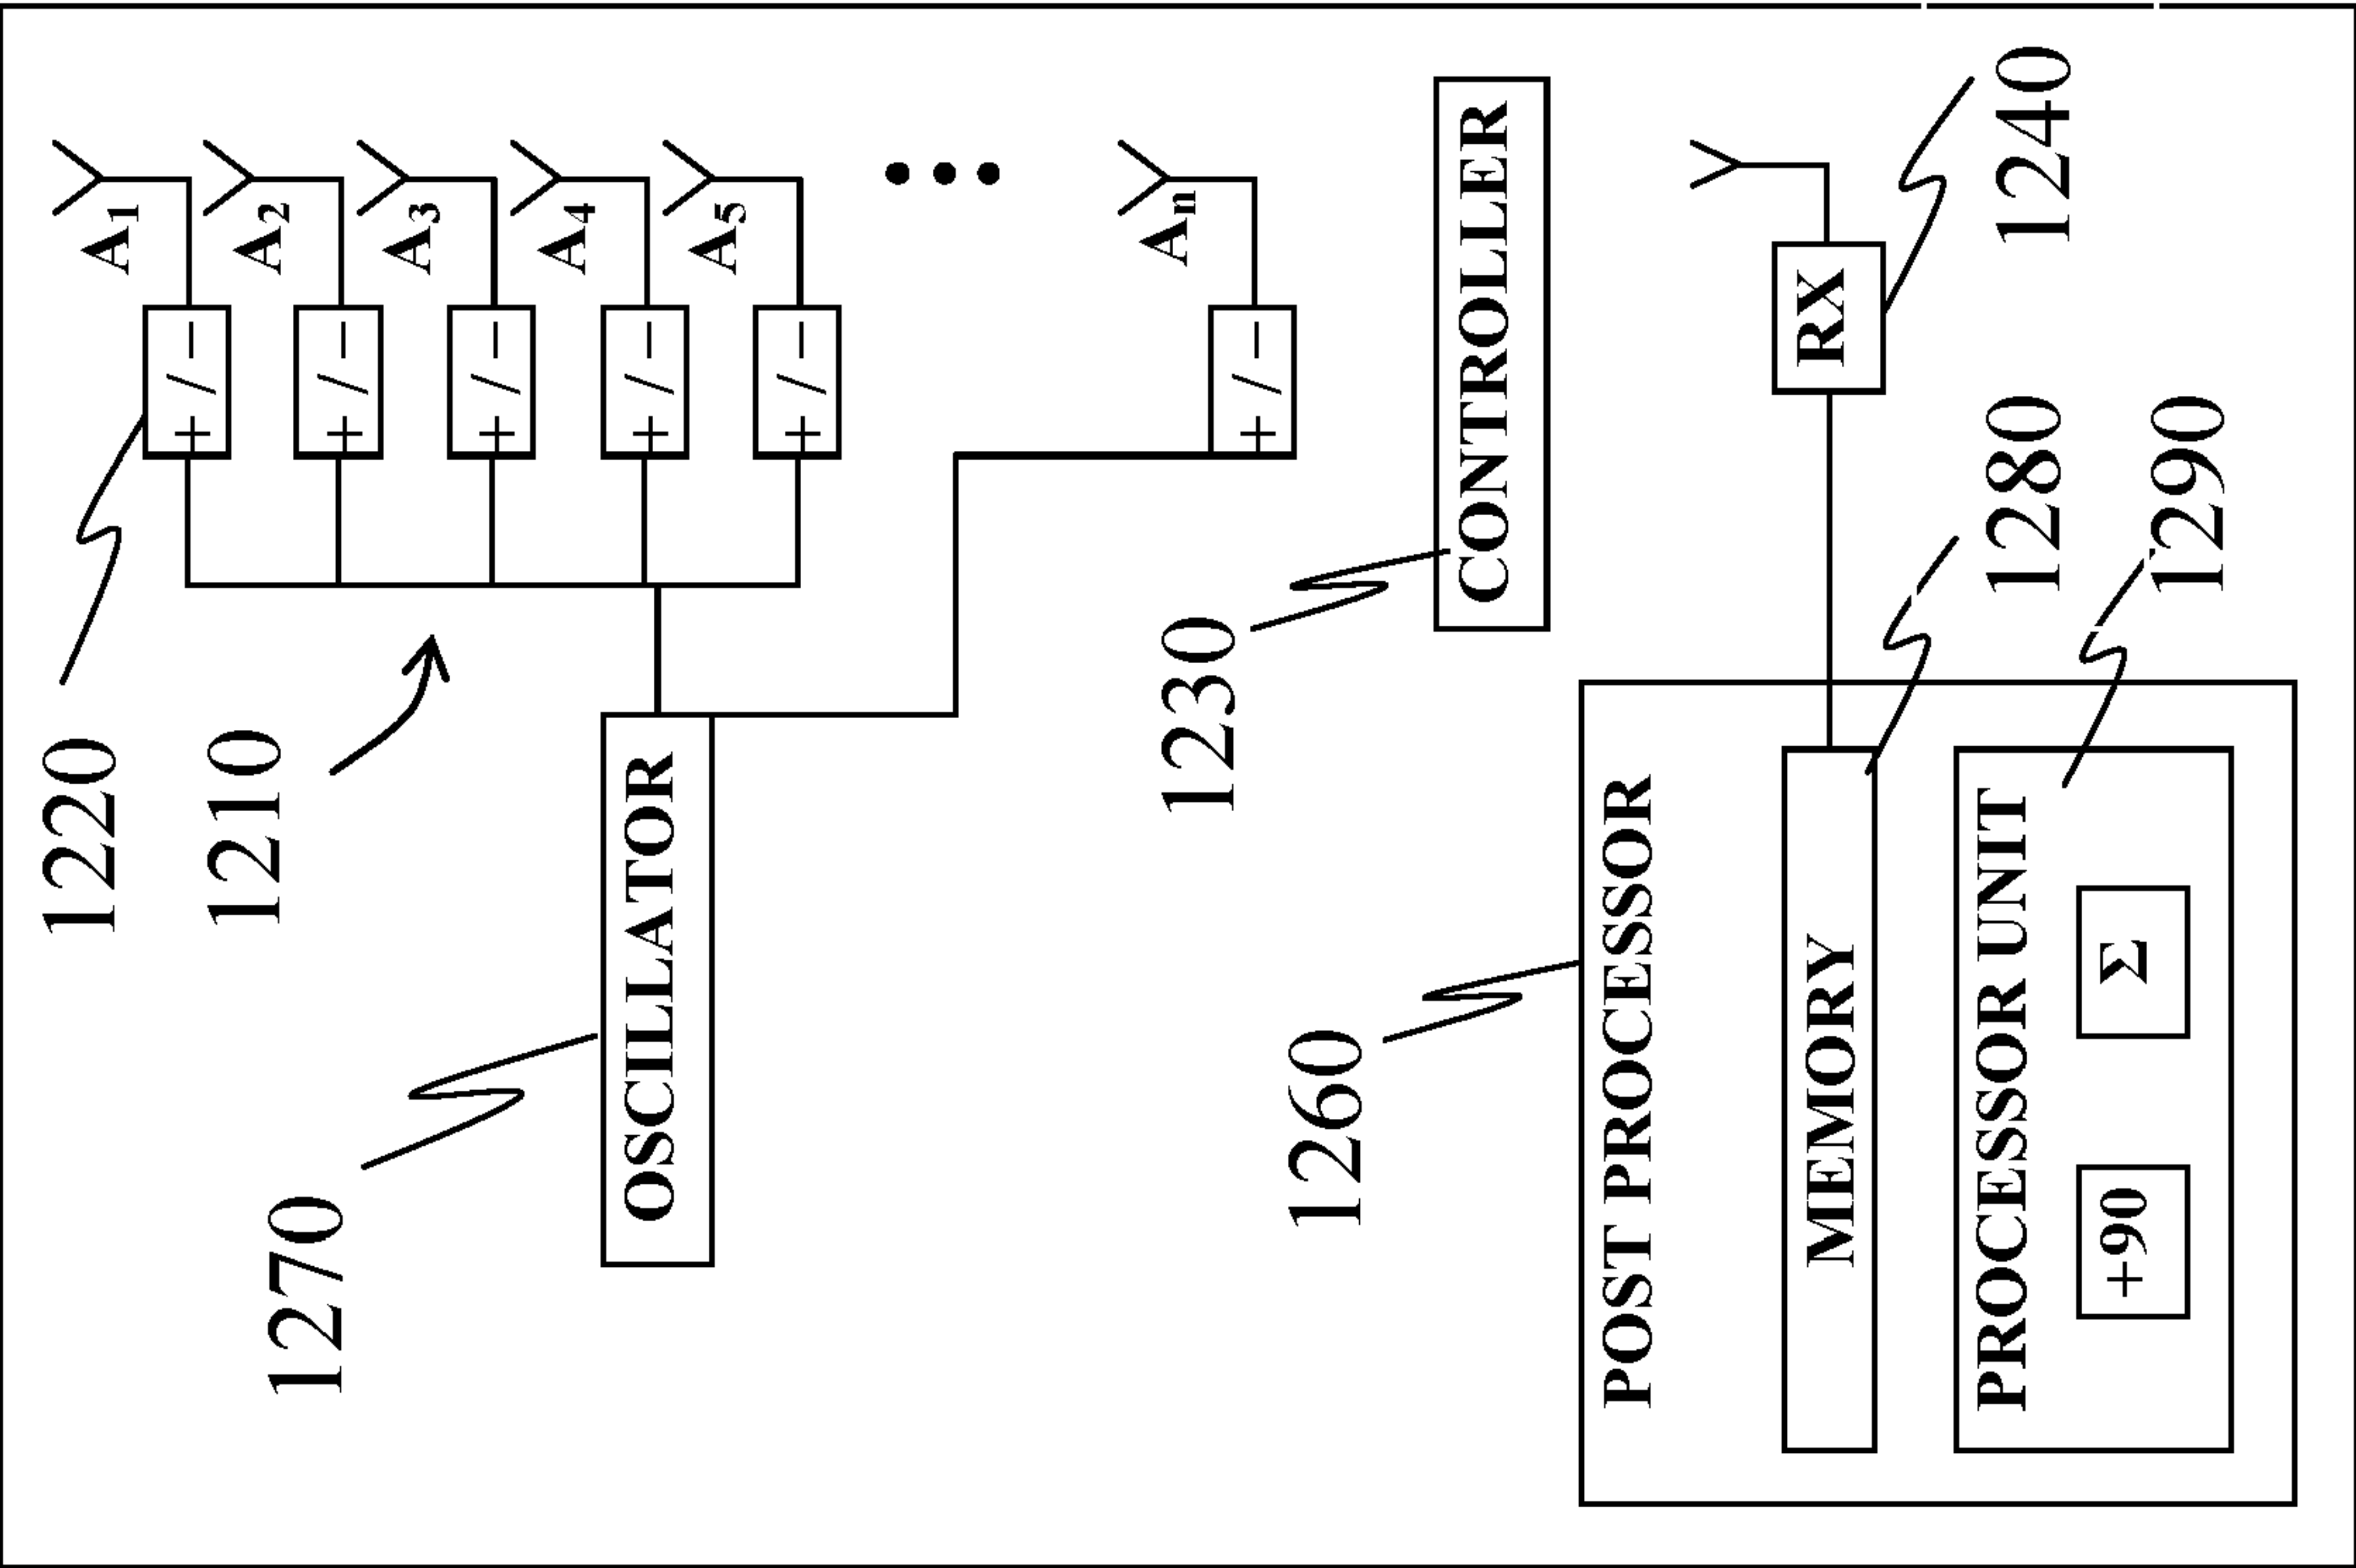 1220
A1
+ / −
1210
A2
1270
+ / −
A3
+ / −
A4
OSCILLATOR
+ / −
A5
+ / −
•••
An
1230
+ / −
1260
CONTROLLER
POST PROCESSOR
RX
MEMORY
PROCESSOR UNIT
1280
1240
+90
Σ
1290